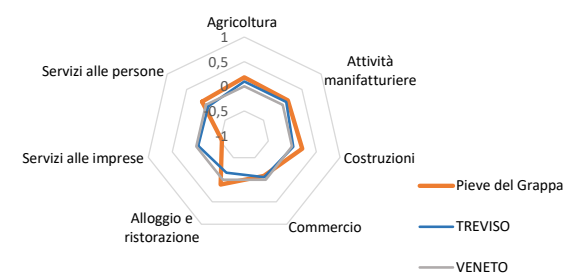 Agricoltura
1
0,5
0
-0,5
-1
Attività
manifatturiere
Costruzioni
Commercio
Alloggio e
ristorazione
Servizi alle imprese
Servizi alle persone
Pieve del Grappa
TREVISO
VENETO